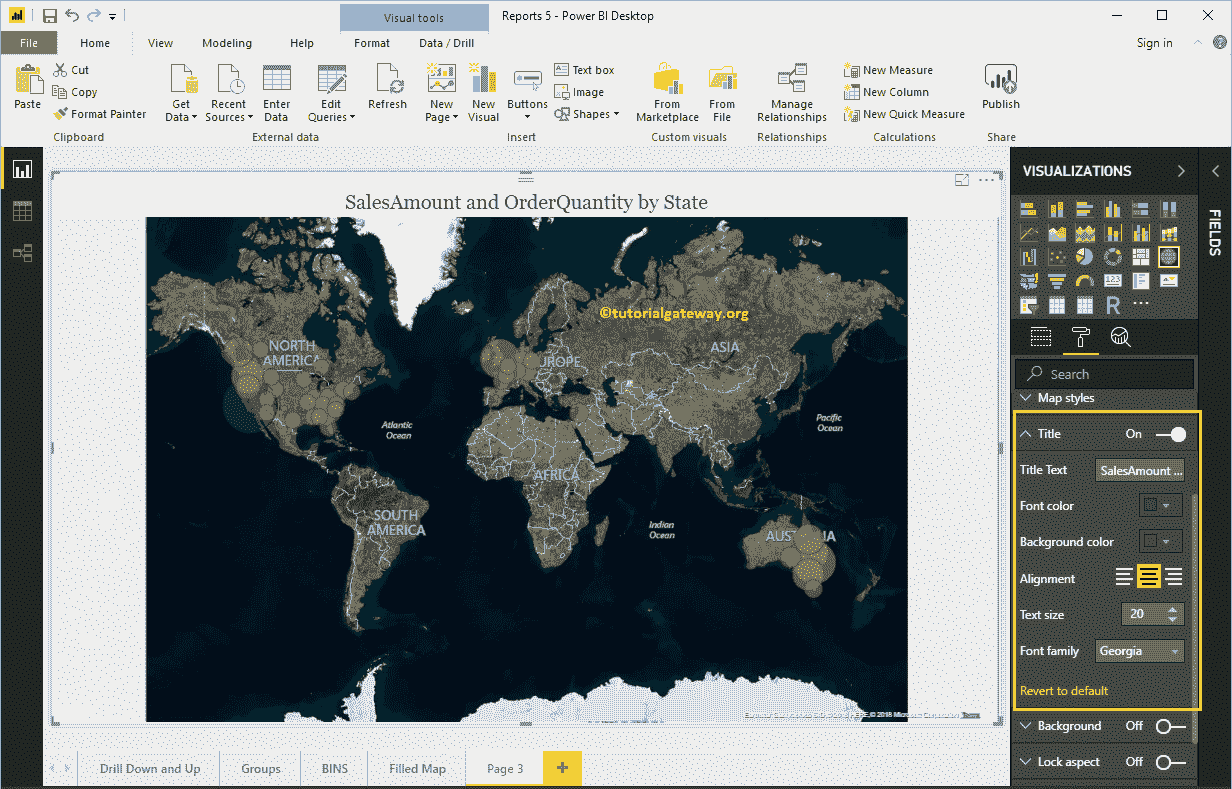 Visual tools
Reports 5 - Power BI Desktop
File Home View Modeling Help Format Data / Drill Sign in
Paste
Cut
Copy
Format Painter
Clipboard
Get Data
Recent Sources
Enter Data
Edit Queries
Refresh
External data
New Page
New Visual
Buttons
Text box
Image
Shapes
Insert
From Marketplace
From File
Custom visuals
Manage Relationships
Relationships
New Measure
New Column
New Quick Measure
Calculations
Publish
Share
SalesAmount and OrderQuantity by State
©tutorialgateway.org
NORTH
AMERICA
EUROPE
ASIA
Atlantic
Ocean
Pacific
Ocean
AFRICA
SOUTH
AMERICA
Indian
Ocean
AUST IA
VISUALIZATIONS
FIELDS
123
R
Search
Map styles
Title On
Title Text SalesAmount ...
Font color
Background color
Alignment
Text size 20
Font family Georgia
Revert to default
Background Off
Lock aspect Off
Drill Down and Up Groups BINS Filled Map Page 3 +